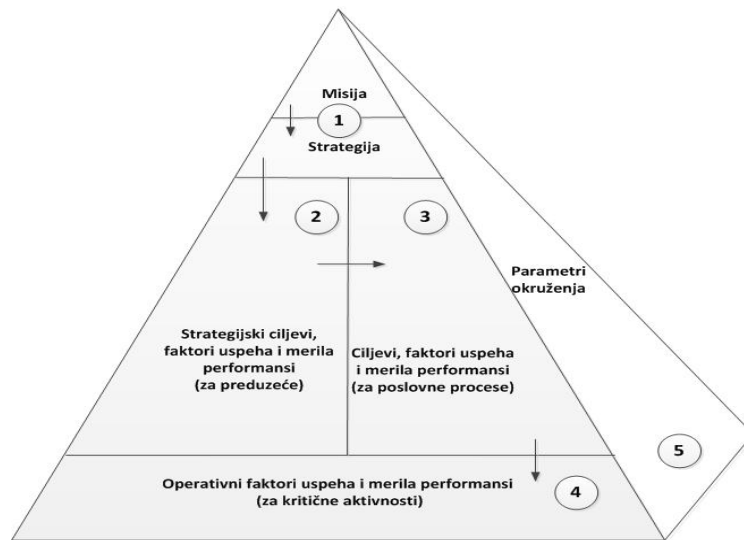 Misija
1
Strategija
2
3
Parametri
okruženja
Strategijski ciljevi,
faktori uspeha i merila
performansi
(za preduzeće)
Ciljevi, faktori uspeha
i merila performansi
(za poslovne procese)
5
Operativni faktori uspeha i merila performansi
(za kritične aktivnosti)
4